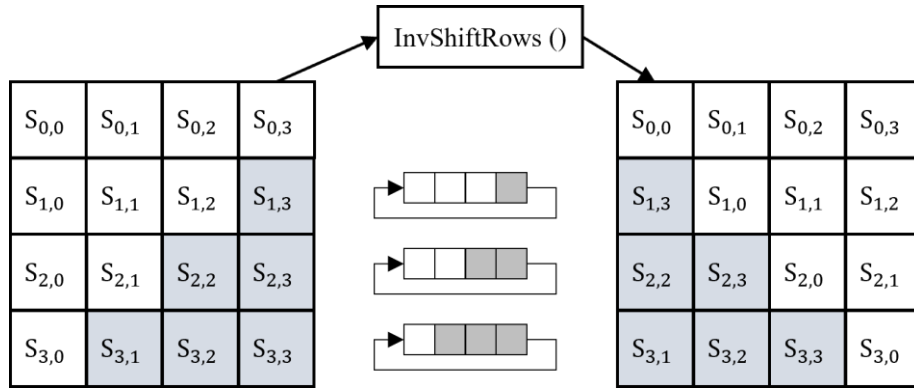 InvShiftRows ()
S0,0 S0,1 S0,2 S0,3
S1,0 S1,1 S1,2 S1,3
S2,0 S2,1 S2,2 S2,3
S3,0 S3,1 S3,2 S3,3
S0,0 S0,1 S0,2 S0,3
S1,3 S1,0 S1,1 S1,2
S2,2 S2,3 S2,0 S2,1
S3,1 S3,2 S3,3 S3,0